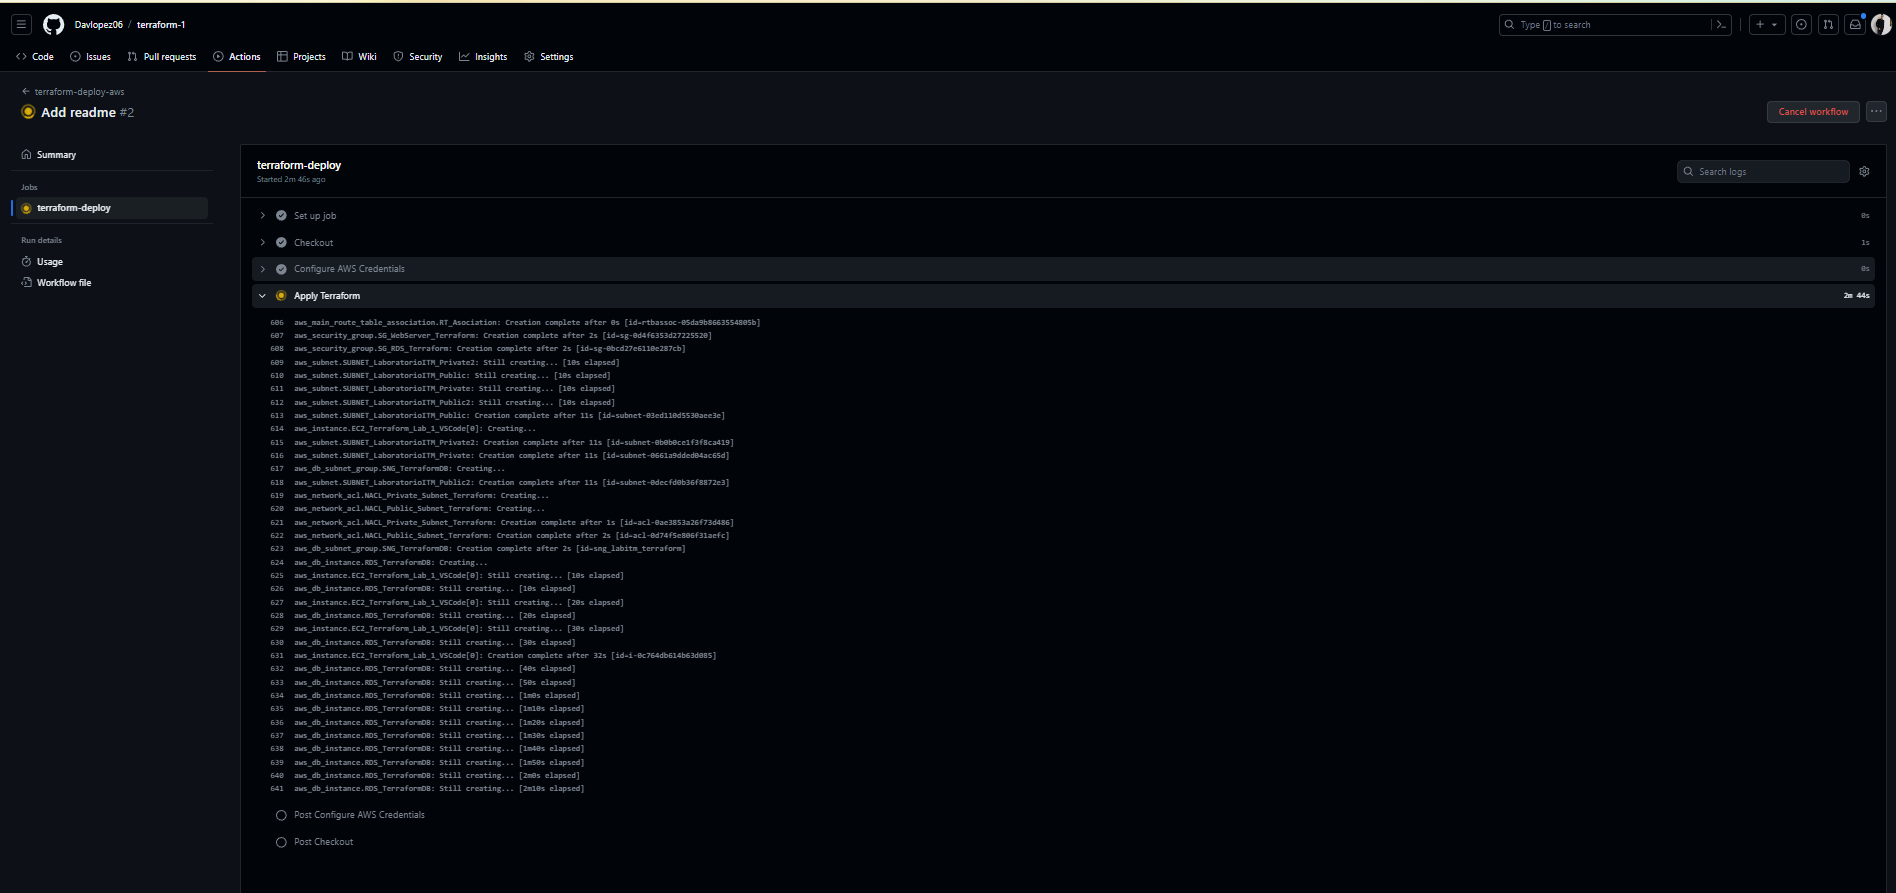 Davlopez06 / terraform-1
Type / to search
Code
Issues
Pull requests
Actions
Projects
Wiki
Security
Insights
Settings
terraform-deploy-aws
Add readme #2
Cancel workflow
Summary
Jobs
terraform-deploy
Run details
Usage
Workflow file
terraform-deploy
Started 2m 46s ago
Search logs
Set up job 0s
Checkout 1s
Configure AWS Credentials 0s
Apply Terraform 2m 44s
606 aws_main_route_table_association.RT_Asociation: Creation complete after 0s [id=rtbassoc-05da9b8663554805b]
607 aws_security_group.SG_WebServer_Terraform: Creation complete after 2s [id=sg-0d4f6353d27225520]
608 aws_security_group.SG_RDS_Terraform: Creation complete after 2s [id=sg-0bcd27e6110e287cb]
609 aws_subnet.SUBNET_LaboratorioITM_Private2: Still creating... [10s elapsed]
610 aws_subnet.SUBNET_LaboratorioITM_Public: Still creating... [10s elapsed]
611 aws_subnet.SUBNET_LaboratorioITM_Private: Still creating... [10s elapsed]
612 aws_subnet.SUBNET_LaboratorioITM_Public2: Still creating... [10s elapsed]
613 aws_subnet.SUBNET_LaboratorioITM_Public: Creation complete after 11s [id=subnet-03ed110d5530aee3e]
614 aws_instance.EC2_Terraform_Lab_1_VSCode[0]: Creating...
615 aws_subnet.SUBNET_LaboratorioITM_Private2: Creation complete after 11s [id=subnet-0b0b0ce1f3f8ca419]
616 aws_subnet.SUBNET_LaboratorioITM_Private: Creation complete after 11s [id=subnet-0661a9dded04ac65d]
617 aws_db_subnet_group.SNG_TerraformDB: Creating...
618 aws_subnet.SUBNET_LaboratorioITM_Public2: Creation complete after 11s [id=subnet-0decfd0b36f8872e3]
619 aws_network_acl.NACL_Private_Subnet_Terraform: Creating...
620 aws_network_acl.NACL_Public_Subnet_Terraform: Creating...
621 aws_network_acl.NACL_Private_Subnet_Terraform: Creation complete after 1s [id=acl-0ae3853a26f73d486]
622 aws_network_acl.NACL_Public_Subnet_Terraform: Creation complete after 2s [id=acl-0d74f5e806f31aefc]
623 aws_db_subnet_group.SNG_TerraformDB: Creation complete after 2s [id=sng_labitm_terraform]
624 aws_db_instance.RDS_TerraformDB: Creating...
625 aws_instance.EC2_Terraform_Lab_1_VSCode[0]: Still creating... [10s elapsed]
626 aws_db_instance.RDS_TerraformDB: Still creating... [10s elapsed]
627 aws_instance.EC2_Terraform_Lab_1_VSCode[0]: Still creating... [20s elapsed]
628 aws_db_instance.RDS_TerraformDB: Still creating... [20s elapsed]
629 aws_instance.EC2_Terraform_Lab_1_VSCode[0]: Still creating... [30s elapsed]
630 aws_db_instance.RDS_TerraformDB: Still creating... [30s elapsed]
631 aws_instance.EC2_Terraform_Lab_1_VSCode[0]: Creation complete after 32s [id=i-0c764db614b63d085]
632 aws_db_instance.RDS_TerraformDB: Still creating... [40s elapsed]
633 aws_db_instance.RDS_TerraformDB: Still creating... [50s elapsed]
634 aws_db_instance.RDS_TerraformDB: Still creating... [1m0s elapsed]
635 aws_db_instance.RDS_TerraformDB: Still creating... [1m10s elapsed]
636 aws_db_instance.RDS_TerraformDB: Still creating... [1m20s elapsed]
637 aws_db_instance.RDS_TerraformDB: Still creating... [1m30s elapsed]
638 aws_db_instance.RDS_TerraformDB: Still creating... [1m40s elapsed]
639 aws_db_instance.RDS_TerraformDB: Still creating... [1m50s elapsed]
640 aws_db_instance.RDS_TerraformDB: Still creating... [2m0s elapsed]
641 aws_db_instance.RDS_TerraformDB: Still creating... [2m10s elapsed]
Post Configure AWS Credentials
Post Checkout